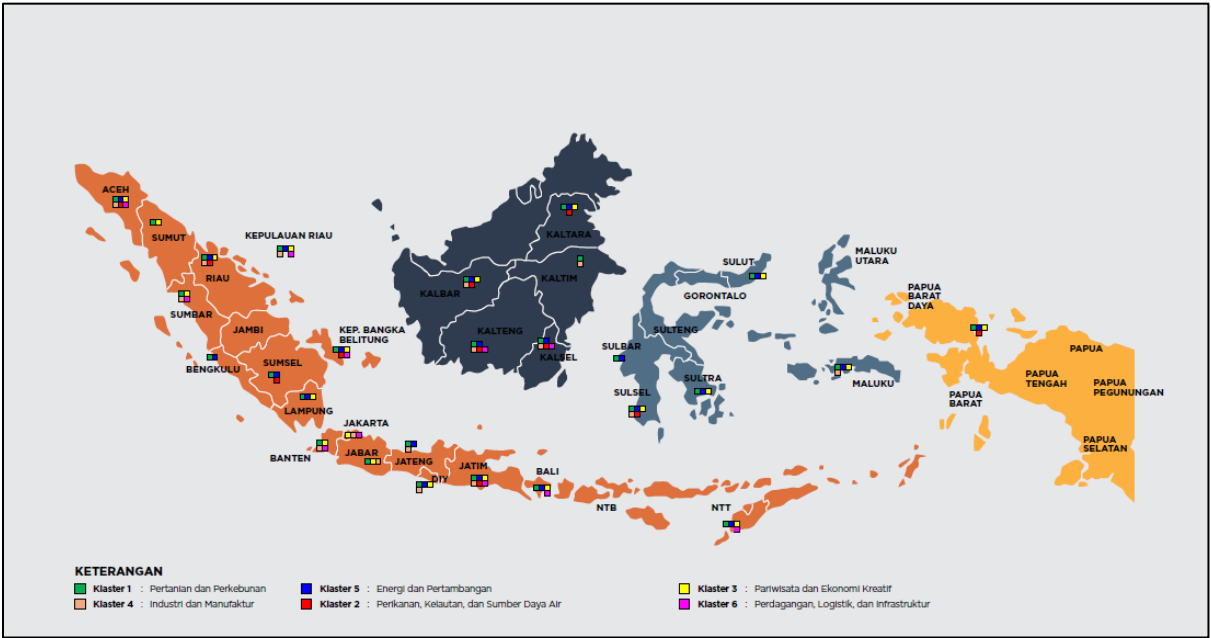 ACEH
SUMUT
KEPULAUAN RIAU
RIAU
SUMBAR
JAMBI
KEP. BANGKA
BELITUNG
BENGKULU
SUMSEL
LAMPUNG
JAKARTA
BANTEN
JABAR
JATENG
DIY
JATIM
BALI
NTB
NTT
KALTARA
KALBAR
KALTIM
KALTENG
KALSEL
SULUT
GORONTALO
SULTENG
SULBAR
SULTRA
SULSEL
MALUKU
UTARA
MALUKU
PAPUA
BARAT
DAYA
PAPUA
PAPUA
TENGAH
PAPUA
PEGUNUNGAN
PAPUA
BARAT
PAPUA
SELATAN
KETERANGAN
Klaster 1 : Pertanian dan Perkebunan
Klaster 5 : Energi dan Pertambangan
Klaster 3 : Pariwisata dan Ekonomi Kreatif
Klaster 4 : Industri dan Manufaktur
Klaster 2 : Perikanan, Kelautan, dan Sumber Daya Air
Klaster 6 : Perdagangan, Logistik, dan Infrastruktur